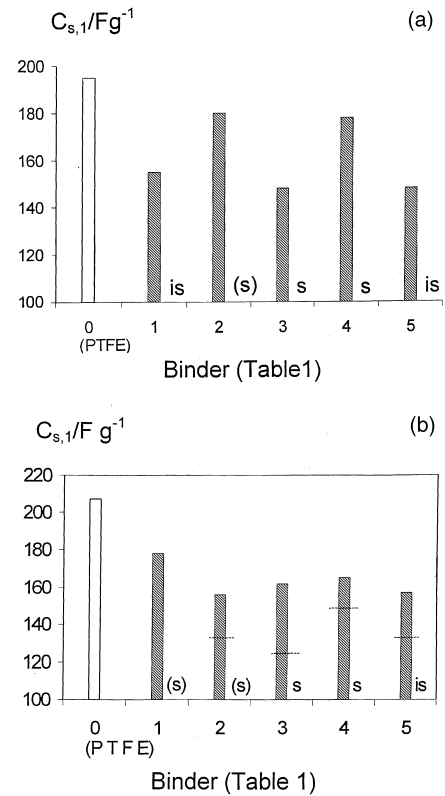 C_s,1/Fg⁻¹ (a)
200
180
160
140
120
100
is (s) s s is
0 1 2 3 4 5
(PTFE)
Binder (Table1)
C_s,1/F g⁻¹ (b)
220
200
180
160
140
120
100
(s) (s) s s is
0 1 2 3 4 5
(PTFE)
Binder (Table 1)